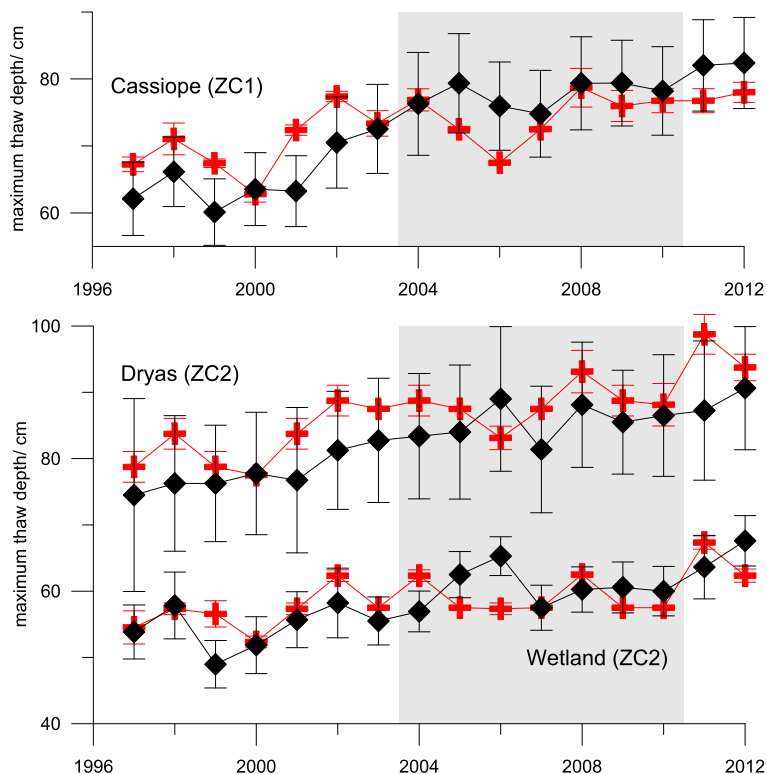 maximum thaw depth/ cm
80
60
Cassiope (ZC1)
1996 2000 2004 2008 2012
maximum thaw depth/ cm
100
80
60
40
Dryas (ZC2)
Wetland (ZC2)
1996 2000 2004 2008 2012